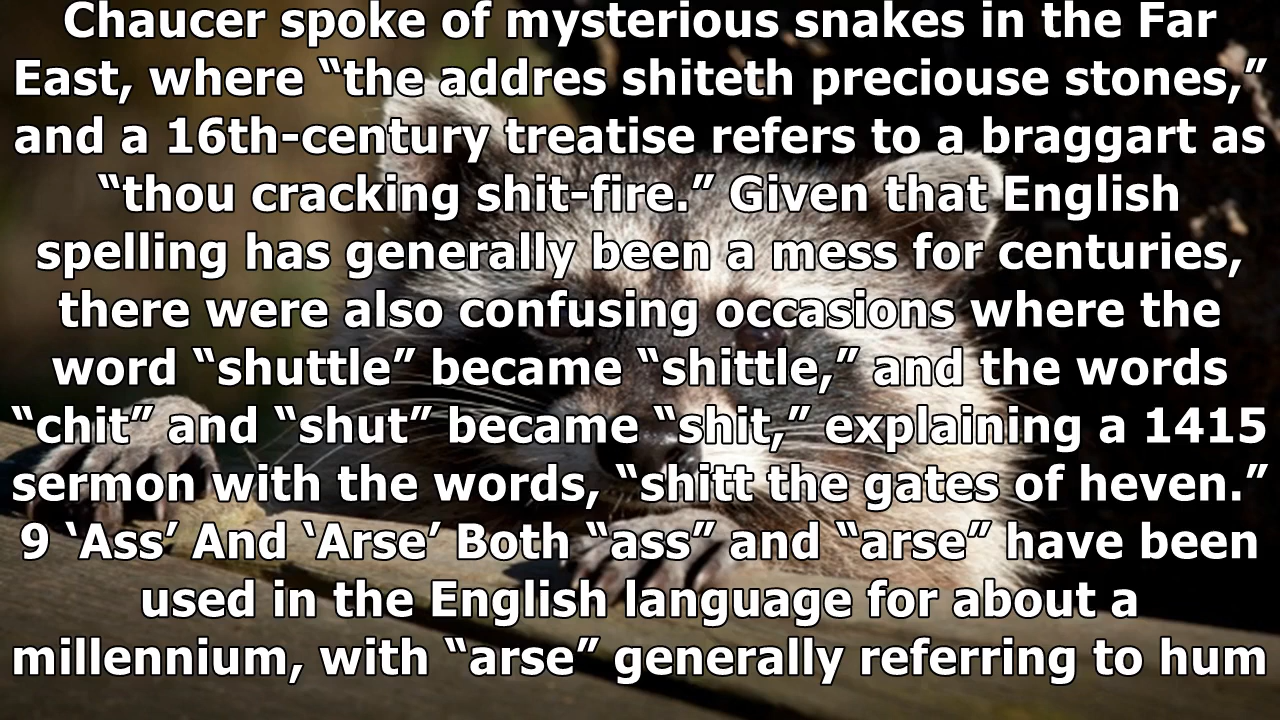 Chaucer spoke of mysterious snakes in the Far
East, where “the addres shiteth preciouse stones,”
and a 16th-century treatise refers to a braggart as
“thou cracking shit-fire.” Given that English
spelling has generally been a mess for centuries,
there were also confusing occasions where the
word “shuttle” became “shittle,” and the words
“chit” and “shut” became “shit,” explaining a 1415
sermon with the words, “shitt the gates of heven.”
9 ‘Ass’ And ‘Arse’ Both “ass” and “arse” have been
used in the English language for about a
millennium, with “arse” generally referring to hum